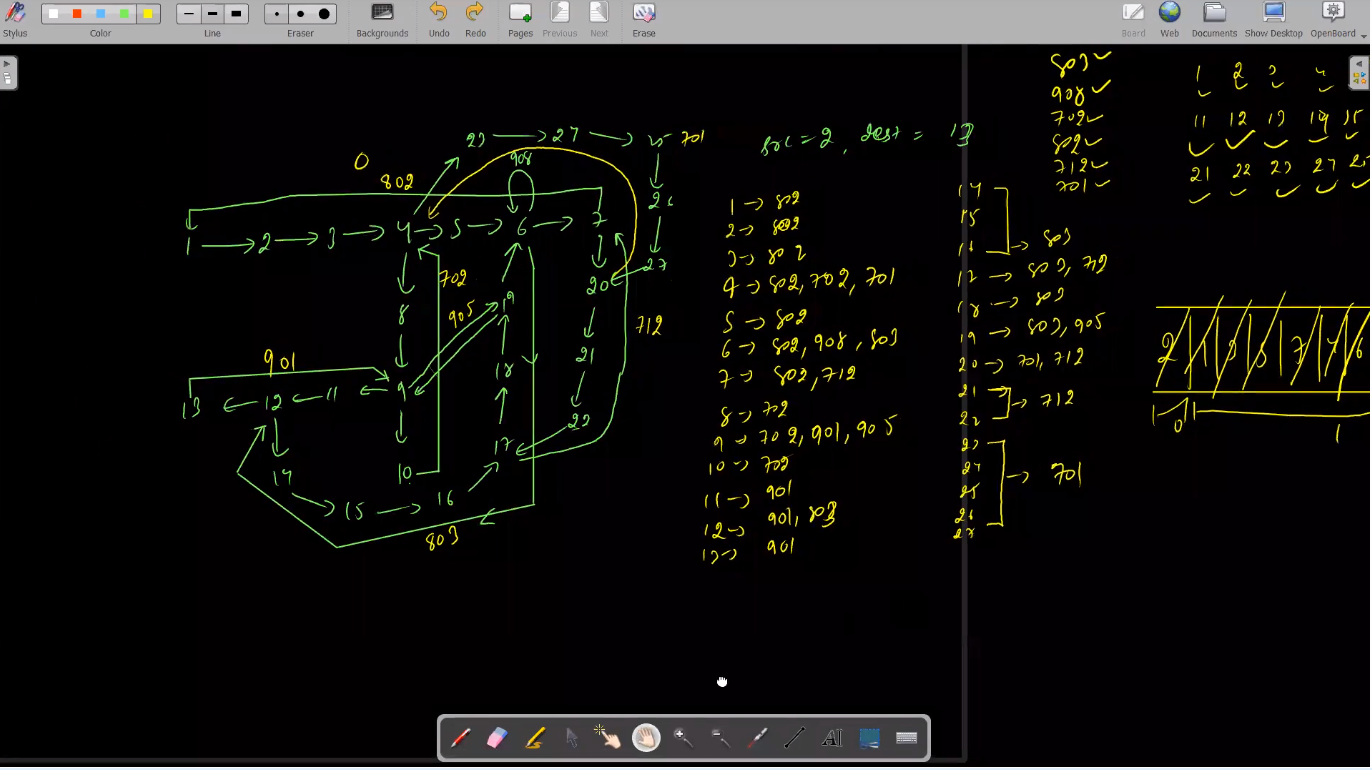 Stylus
Color
Line
Eraser
Backgrounds
Undo
Redo
Pages
Previous
Next
Erase
Board
Web
Documents
Show Desktop
OpenBoard
803
908
702
802
712
701
1 2 3 4
11 12 13 14 15
21 22 23 24 25
23 24 25 701
src = 2, dest = 13
0
802
908
26
1 2 3 4 5 6 7
27
20
702
905
19
8
712
901
21
18
13 12 11 9
22
17
14
10
15 16
803
1 → 802
2 → 802
3 → 802
4 → 802, 702, 701
5 → 802
6 → 802, 908, 803
7 → 802, 712
8 → 702
9 → 702, 901, 905
10 → 702
11 → 901
12 → 901, 803
13 → 901
14
15
16 → 803
17 → 803, 712
18 → 803
19 → 803, 905
20 → 701, 712
21
22 → 712
23
24
25 → 701
26
27
2 1 3 5 7 4 6
0 1
AI